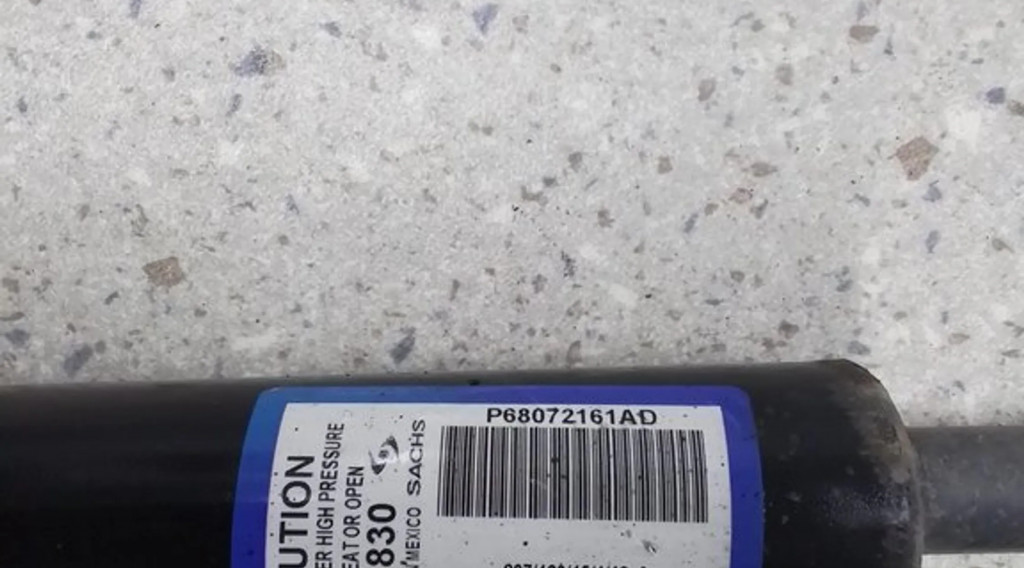 P68072161AD
UTION
ER HIGH PRESSURE
EAT OR OPEN
830
MEXICO SACHS